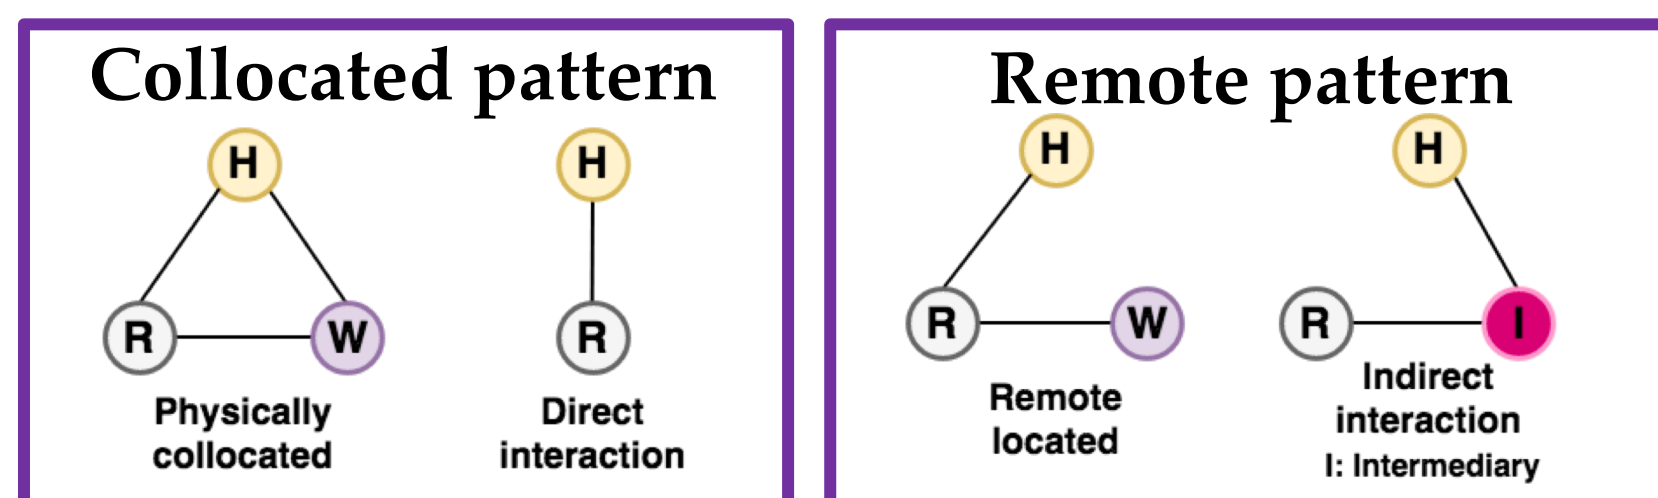 Collocated pattern
H
R
W
Physically
collocated
H
R
Direct
interaction
Remote pattern
H
R
W
Remote
located
H
R
I
Indirect
interaction
I: Intermediary